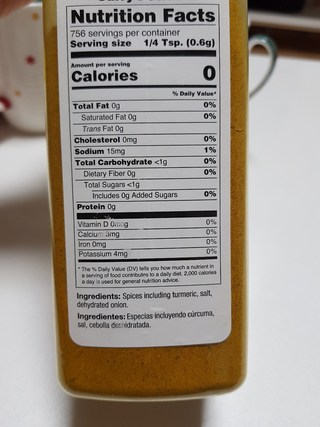 Nutrition Facts
756 servings per container
Serving size 1/4 Tsp. (0.6g)
Amount per serving
Calories 0
% Daily Value*
Total Fat 0g 0%
Saturated Fat 0g 0%
Trans Fat 0g
Cholesterol 0mg 0%
Sodium 15mg 1%
Total Carbohydrate <1g 0%
Dietary Fiber 0g 0%
Total Sugars <1g
Includes 0g Added Sugars 0%
Protein 0g
Vitamin D 0mcg 0%
Calcium 3mg 0%
Iron 0mg 0%
Potassium 4mg 0%
* The % Daily Value (DV) tells you how much a nutrient in
a serving of food contributes to a daily diet. 2,000 calories
a day is used for general nutrition advice.
Ingredients: Spices including turmeric, salt,
dehydrated onion.
Ingredientes: Especias incluyendo cúrcuma,
sal, cebolla deshidratada.